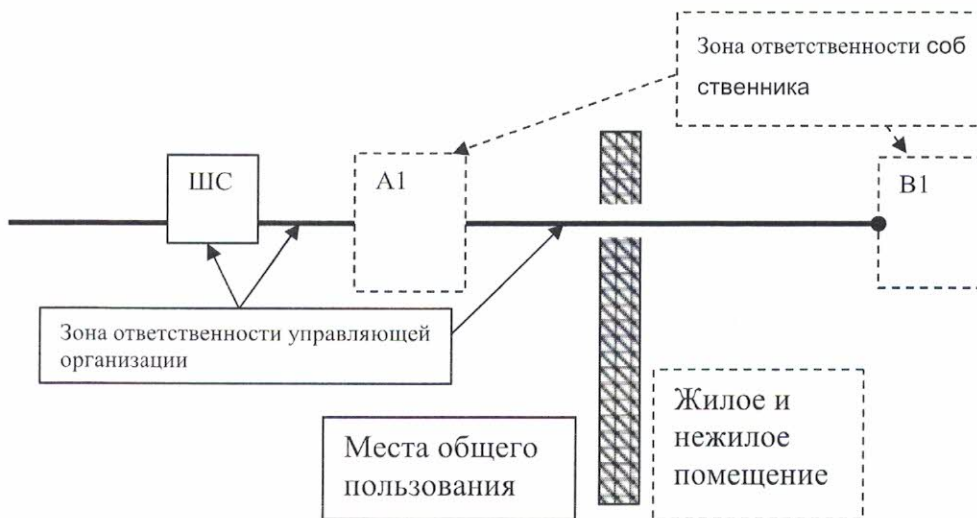 Зона ответственности соб
ственника
ШС
А1
В1
Зона ответственности управляющей
организации
Места общего
пользования
Жилое и
нежилое
помещение